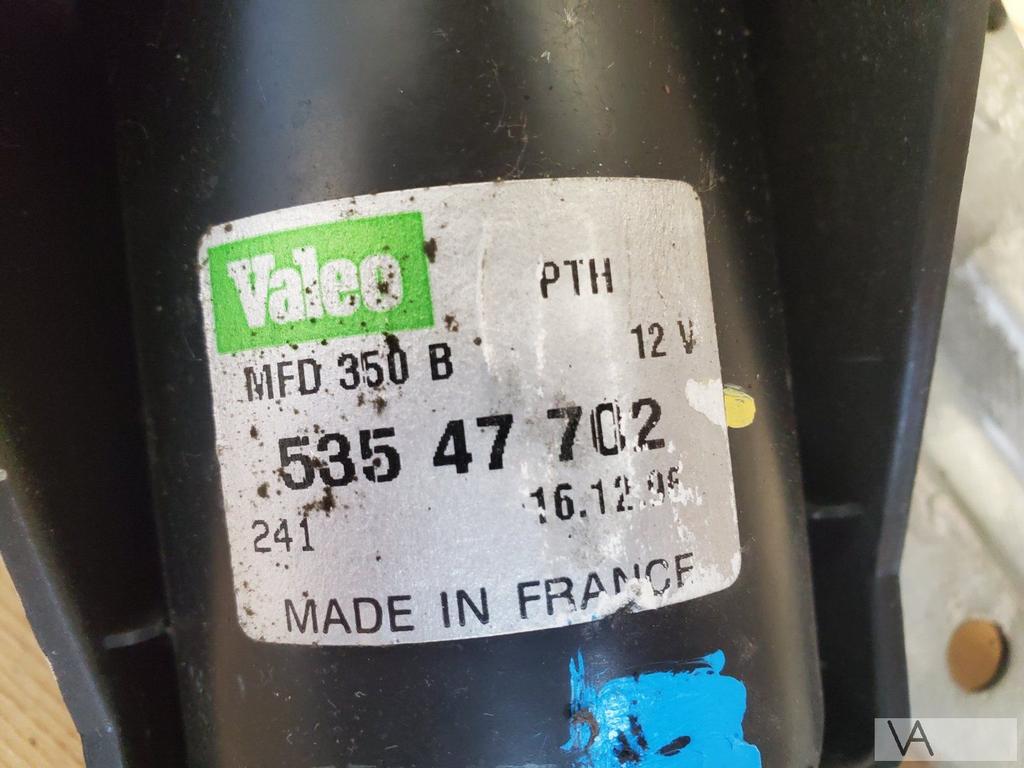 Valeo
PTH
MFD 350 B
12 V
535 47 702
241
MADE IN FRANCE
VA